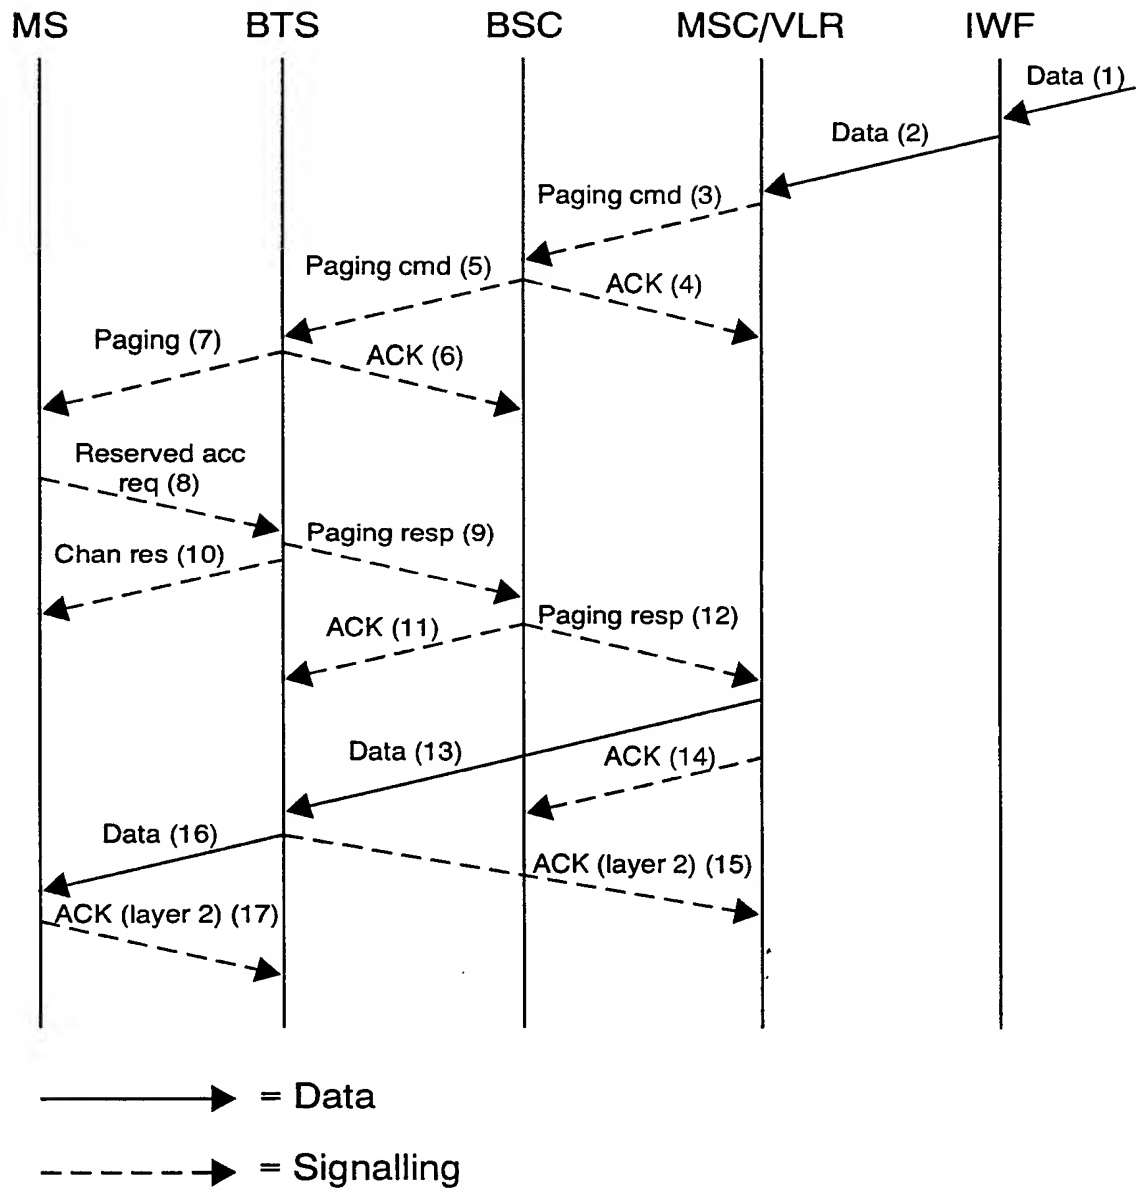 MS BTS BSC MSC/VLR IWF
Data (1)
Data (2)
Paging cmd (3)
Paging cmd (5)
ACK (4)
Paging (7)
ACK (6)
Reserved acc
req (8)
Paging resp (9)
Chan res (10)
Paging resp (12)
ACK (11)
Data (13)
ACK (14)
Data (16)
ACK (layer 2) (15)
ACK (layer 2) (17)
= Data
= Signalling